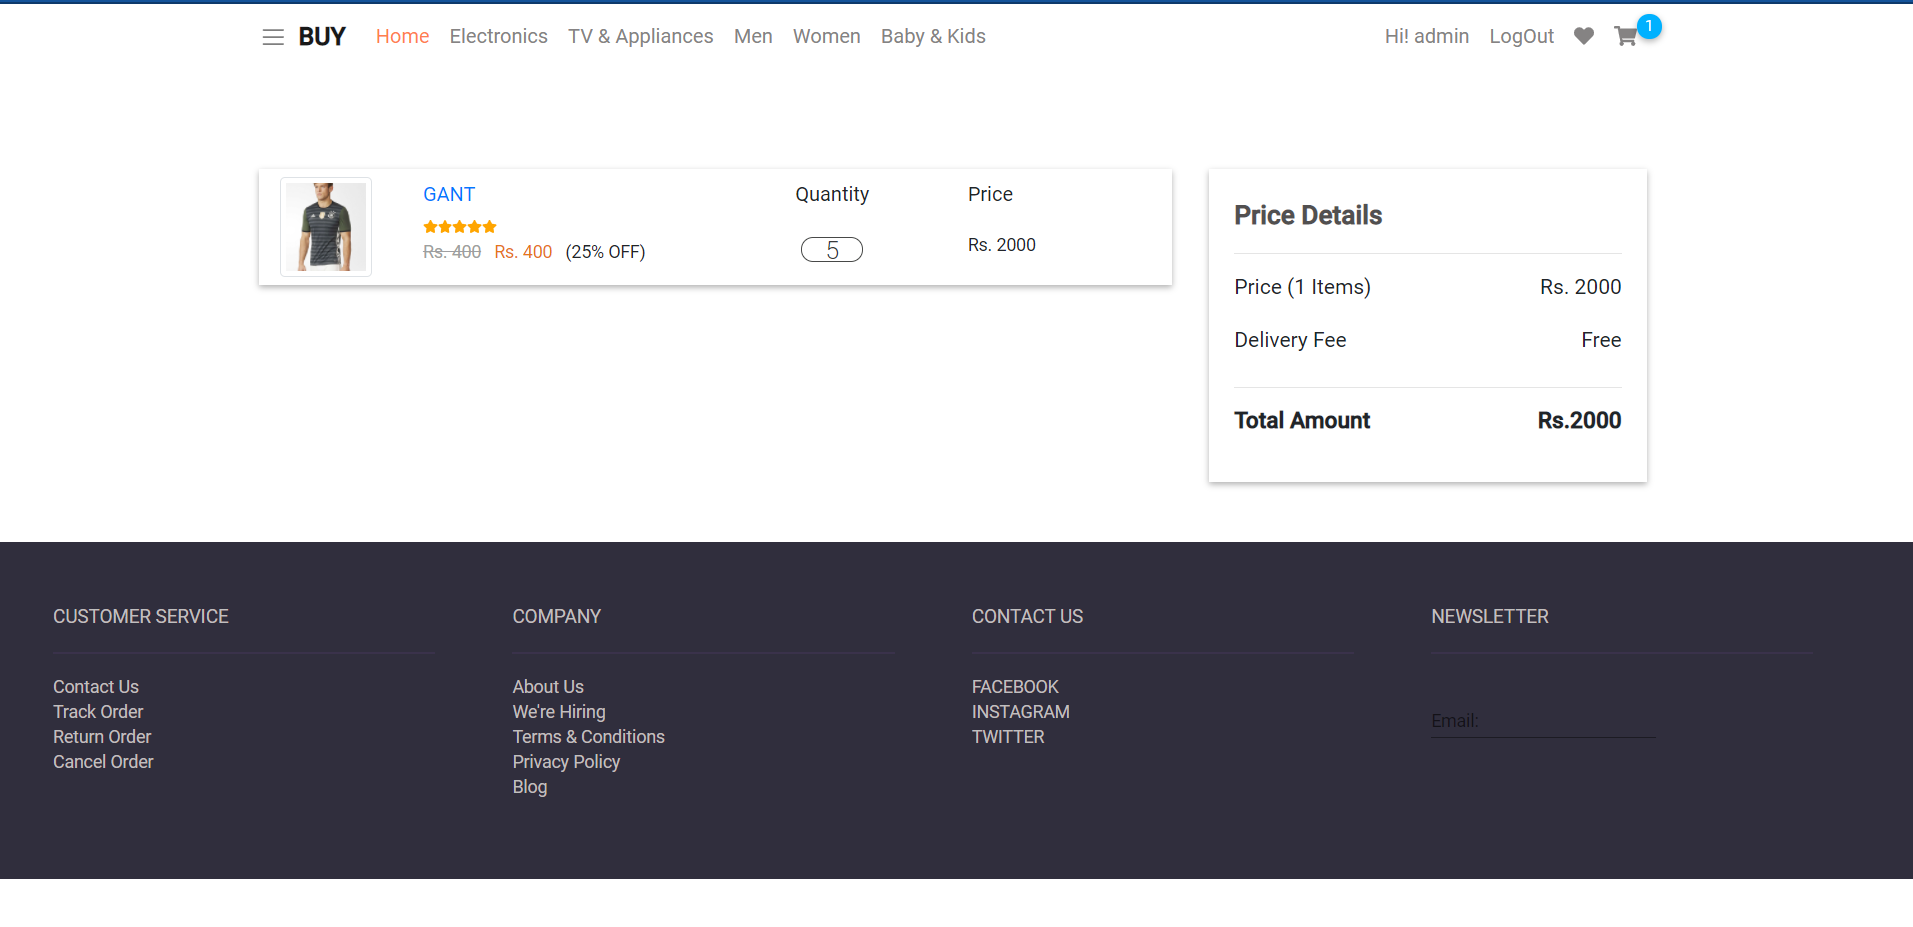 BUY Home Electronics TV & Appliances Men Women Baby & Kids Hi! admin LogOut 1
GANT Quantity Price
Rs. 400 Rs. 400 (25% OFF) 5 Rs. 2000
Price Details
Price (1 Items) Rs. 2000
Delivery Fee Free
Total Amount Rs.2000
CUSTOMER SERVICE
Contact Us
Track Order
Return Order
Cancel Order
COMPANY
About Us
We're Hiring
Terms & Conditions
Privacy Policy
Blog
CONTACT US
FACEBOOK
INSTAGRAM
TWITTER
NEWSLETTER
Email: